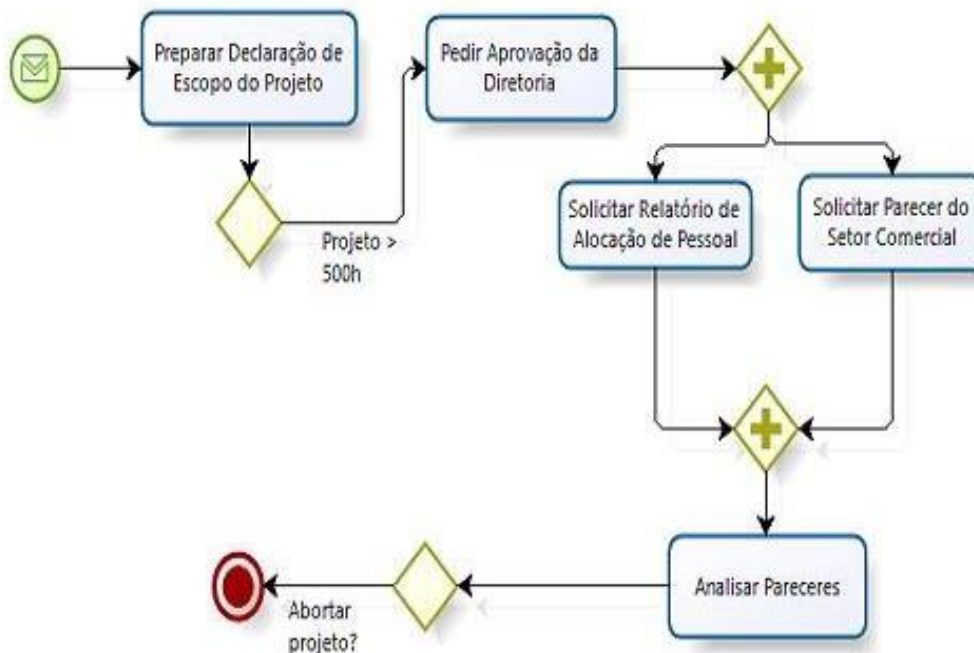 Preparar Declaração de
Escopo do Projeto
Pedir Aprovação da
Diretoria
Projeto >
500h
Solicitar Relatório de
Alocação de Pessoal
Solicitar Parecer do
Setor Comercial
Analisar Pareceres
Abortar
projeto?